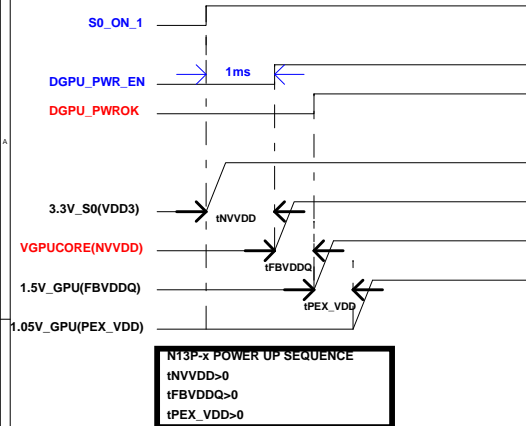 S0_ON_1
1ms
DGPU_PWR_EN
DGPU_PWROK
A
3.3V_S0(VDD3)
tNVVDD
VGPUCORE(NVVDD)
tFBVDDQ
1.5V_GPU(FBVDDQ)
tPEX_VDD
1.05V_GPU(PEX_VDD)
N13P-x POWER UP SEQUENCE
tNVVDD>0
tFBVDDQ>0
tPEX_VDD>0